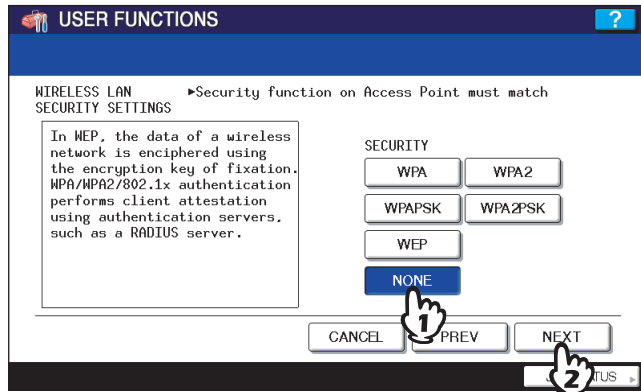 USER FUNCTIONS
?
WIRELESS LAN ►Security function on Access Point must match
SECURITY SETTINGS
In WEP, the data of a wireless
network is enciphered using
the encryption key of fixation.
WPA/WPA2/802.1x authentication
performs client attestation
using authentication servers,
such as a RADIUS server.
SECURITY
WPA WPA2
WPAPSK WPA2PSK
WEP
NONE
1
CANCEL PREV NEXT
2